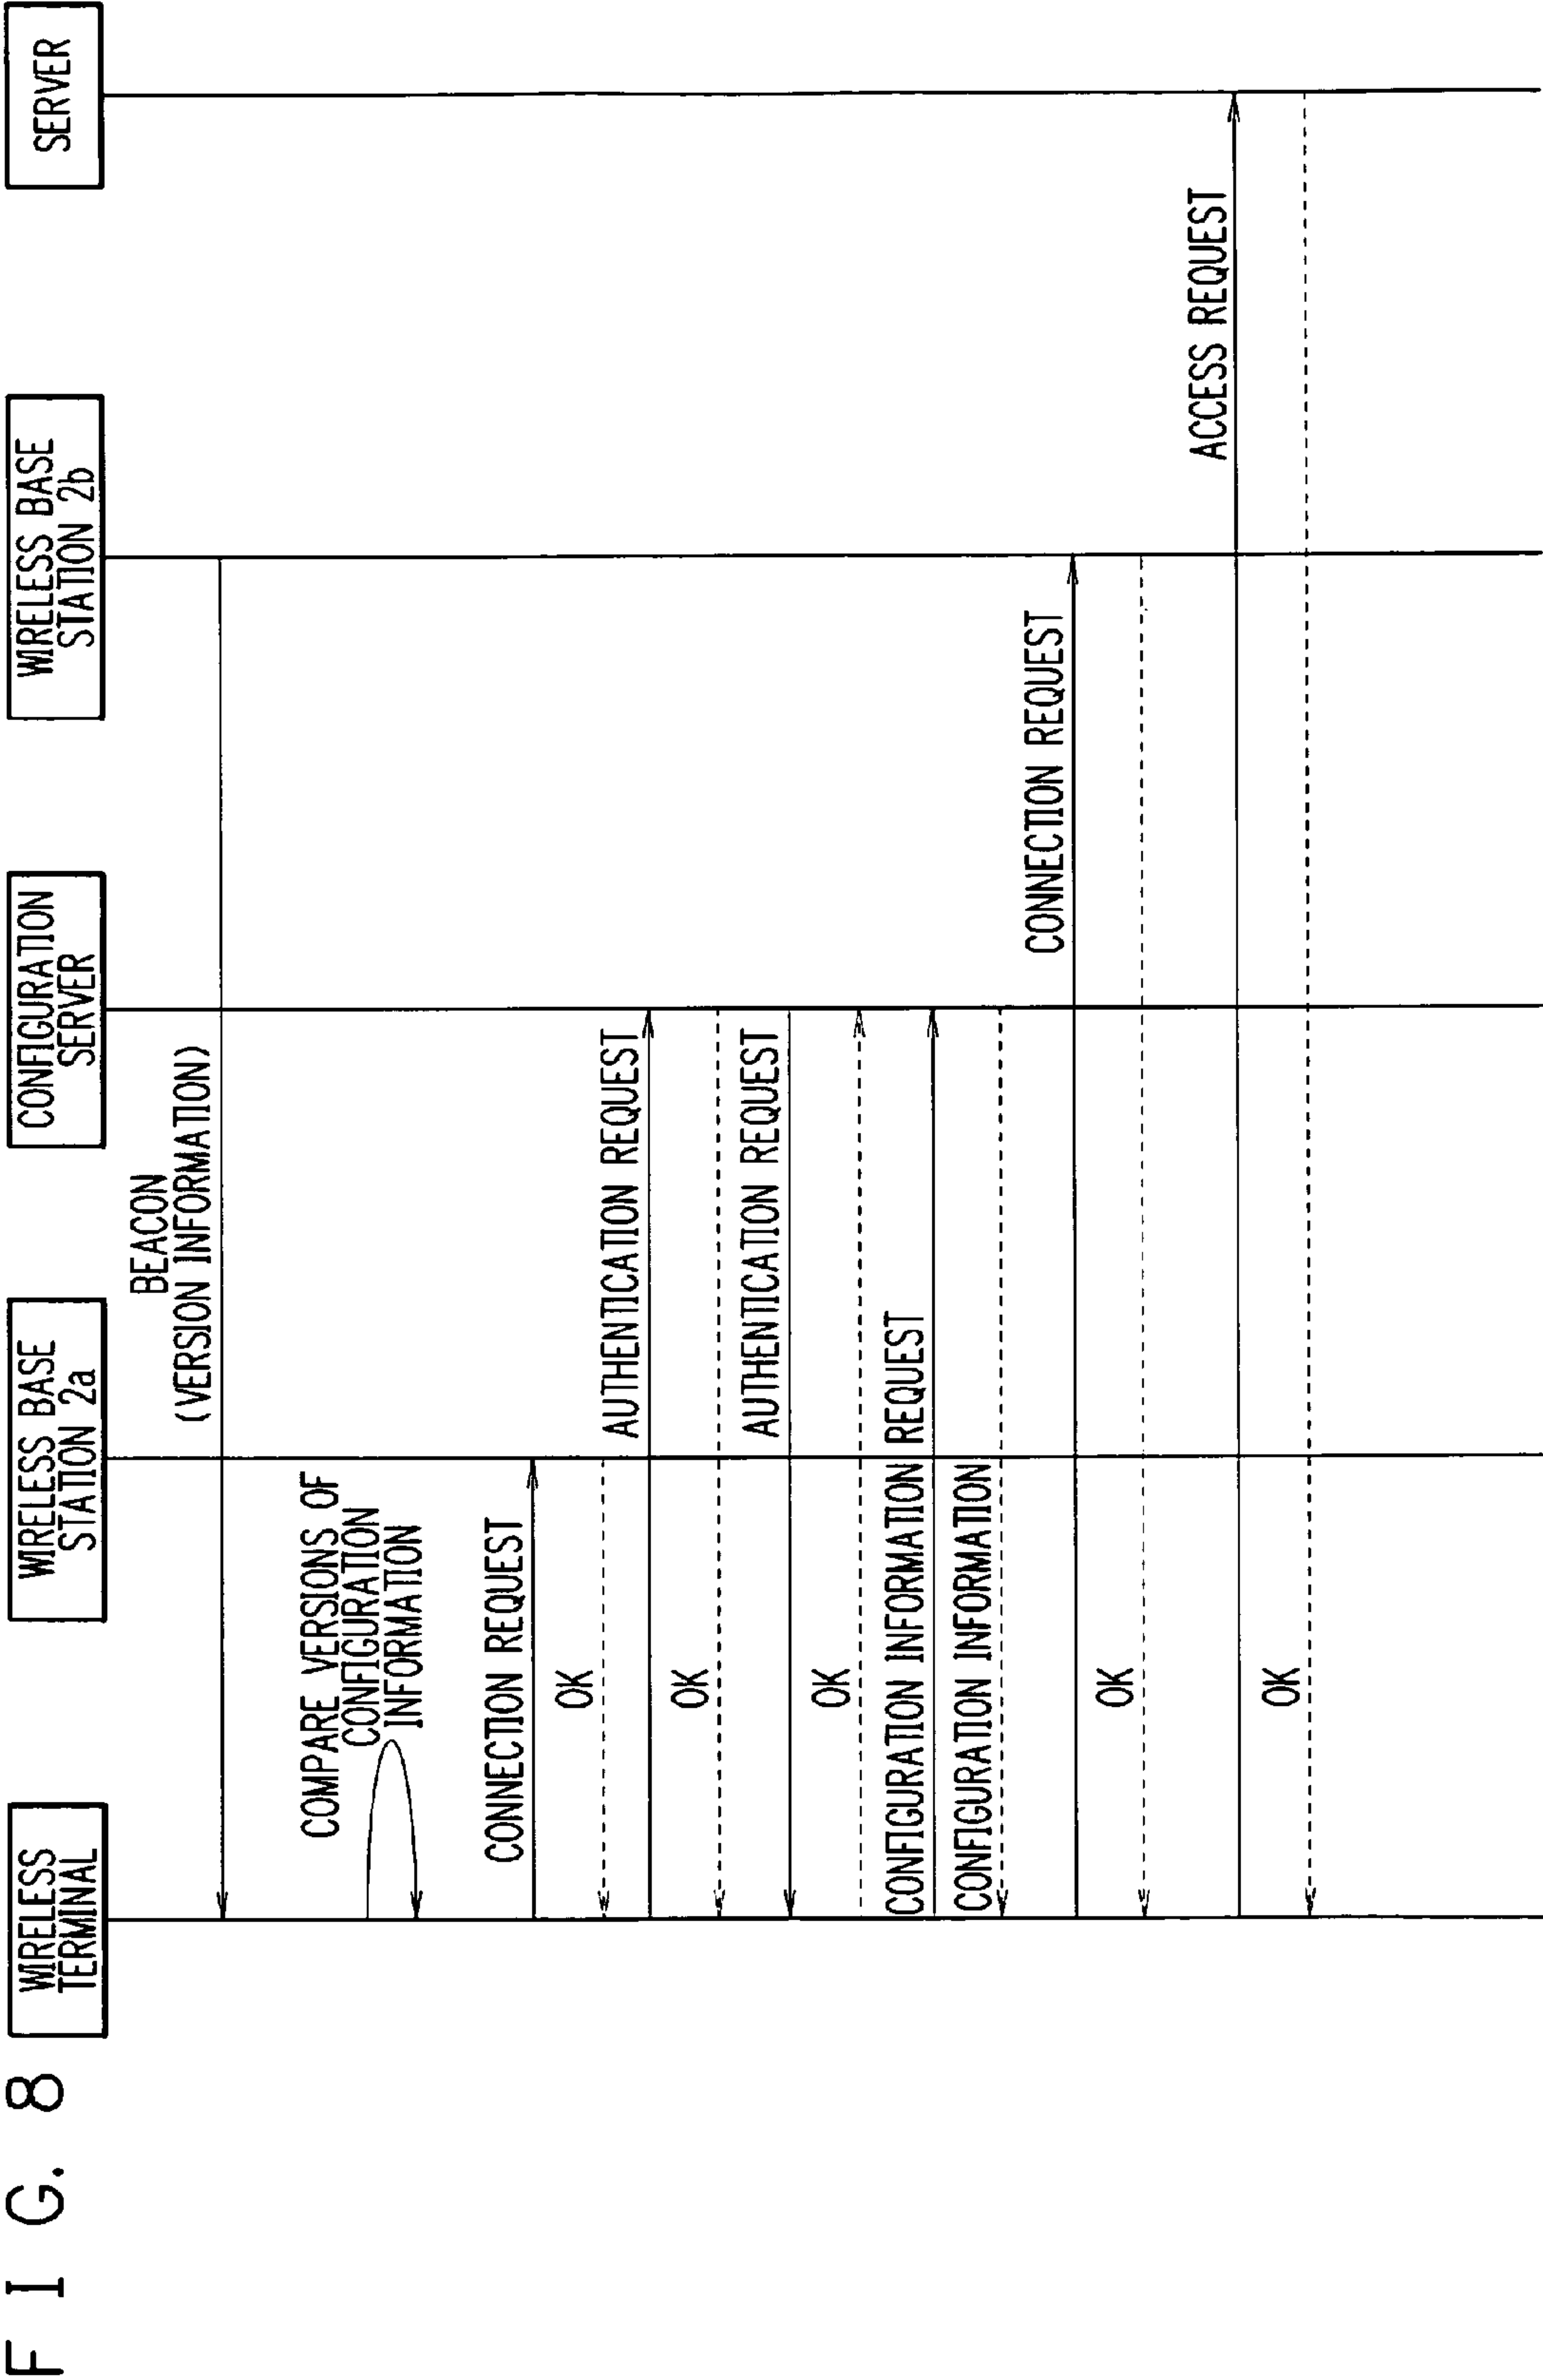 FIG. 8
WIRELESS
TERMINAL
WIRELESS BASE
STATION 2a
CONFIGURATION
SERVER
WIRELESS BASE
STATION 2b
SERVER
BEACON
(VERSION INFORMATION)
COMPARE VERSIONS OF
CONFIGURATION
INFORMATION
CONNECTION REQUEST
OK
AUTHENTICATION REQUEST
OK
AUTHENTICATION REQUEST
OK
CONFIGURATION INFORMATION REQUEST
CONFIGURATION INFORMATION
CONNECTION REQUEST
OK
ACCESS REQUEST
OK